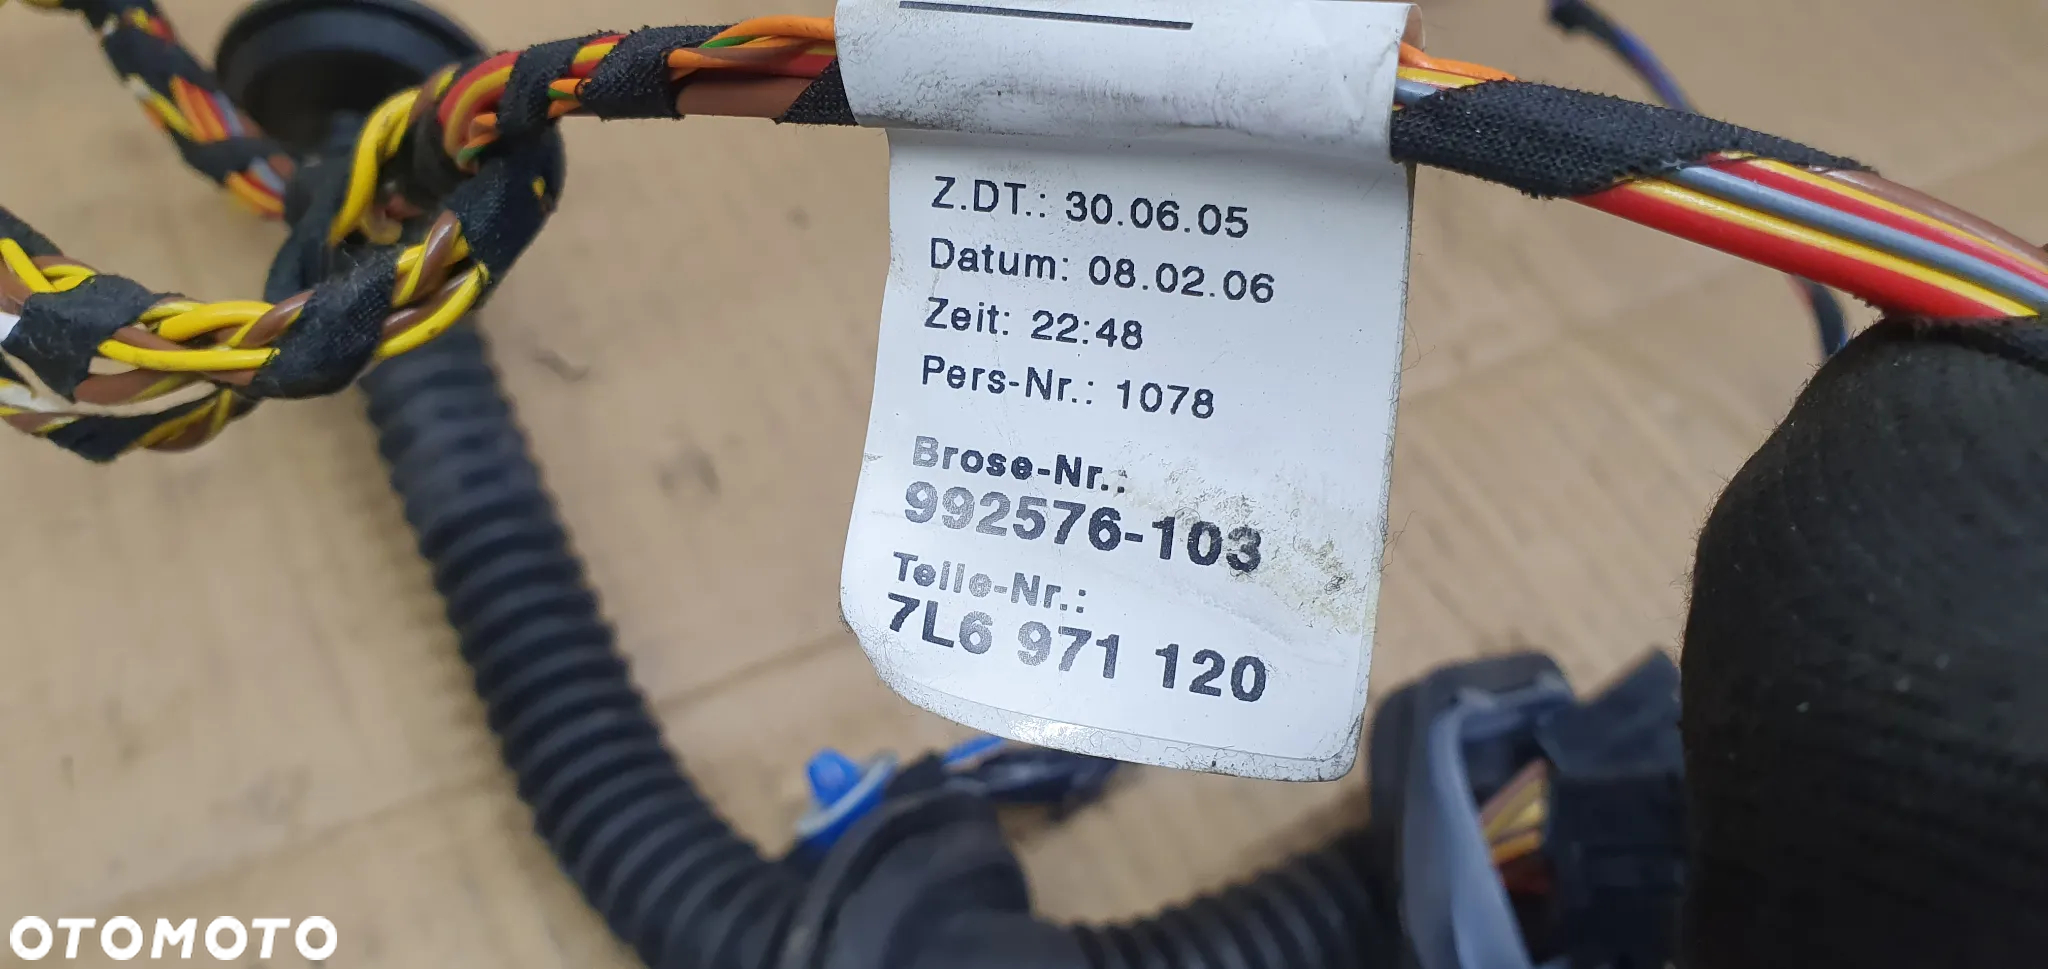 Z.DT.: 30.06.05
Datum: 08.02.06
Zeit: 22:48
Pers-Nr.: 1078
Brose-Nr.:
992576-103
Teile-Nr.:
7L6 971 120
OTOMOTO